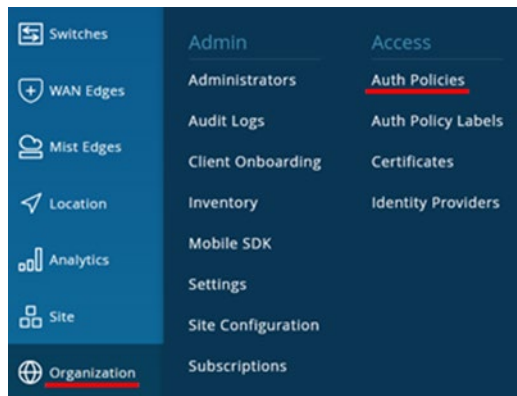 Switches
WAN Edges
Mist Edges
Location
Analytics
Site
Organization
Admin
Administrators
Audit Logs
Client Onboarding
Inventory
Mobile SDK
Settings
Site Configuration
Subscriptions
Access
Auth Policies
Auth Policy Labels
Certificates
Identity Providers